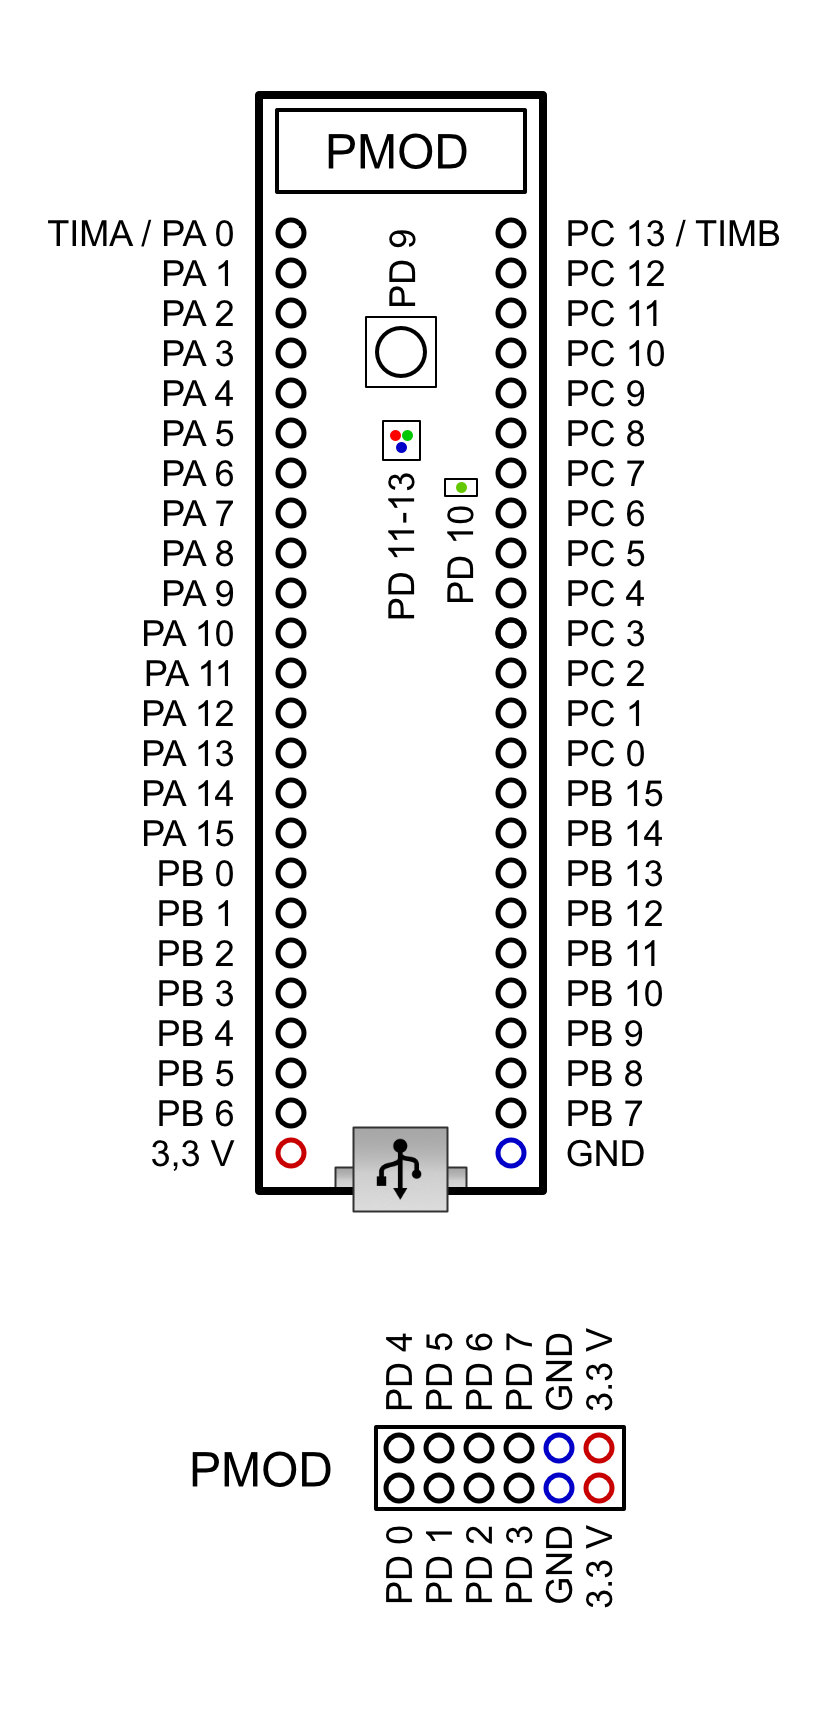 PMOD
TIMA / PA 0
PA 1
PA 2
PA 3
PA 4
PA 5
PA 6
PA 7
PA 8
PA 9
PA 10
PA 11
PA 12
PA 13
PA 14
PA 15
PB 0
PB 1
PB 2
PB 3
PB 4
PB 5
PB 6
3,3 V
PD 9
PD 11-13
PD 10
PC 13 / TIMB
PC 12
PC 11
PC 10
PC 9
PC 8
PC 7
PC 6
PC 5
PC 4
PC 3
PC 2
PC 1
PC 0
PB 15
PB 14
PB 13
PB 12
PB 11
PB 10
PB 9
PB 8
PB 7
GND
PD 4
PD 5
PD 6
PD 7
GND
3.3 V
PMOD
PD 0
PD 1
PD 2
PD 3
GND
3.3 V